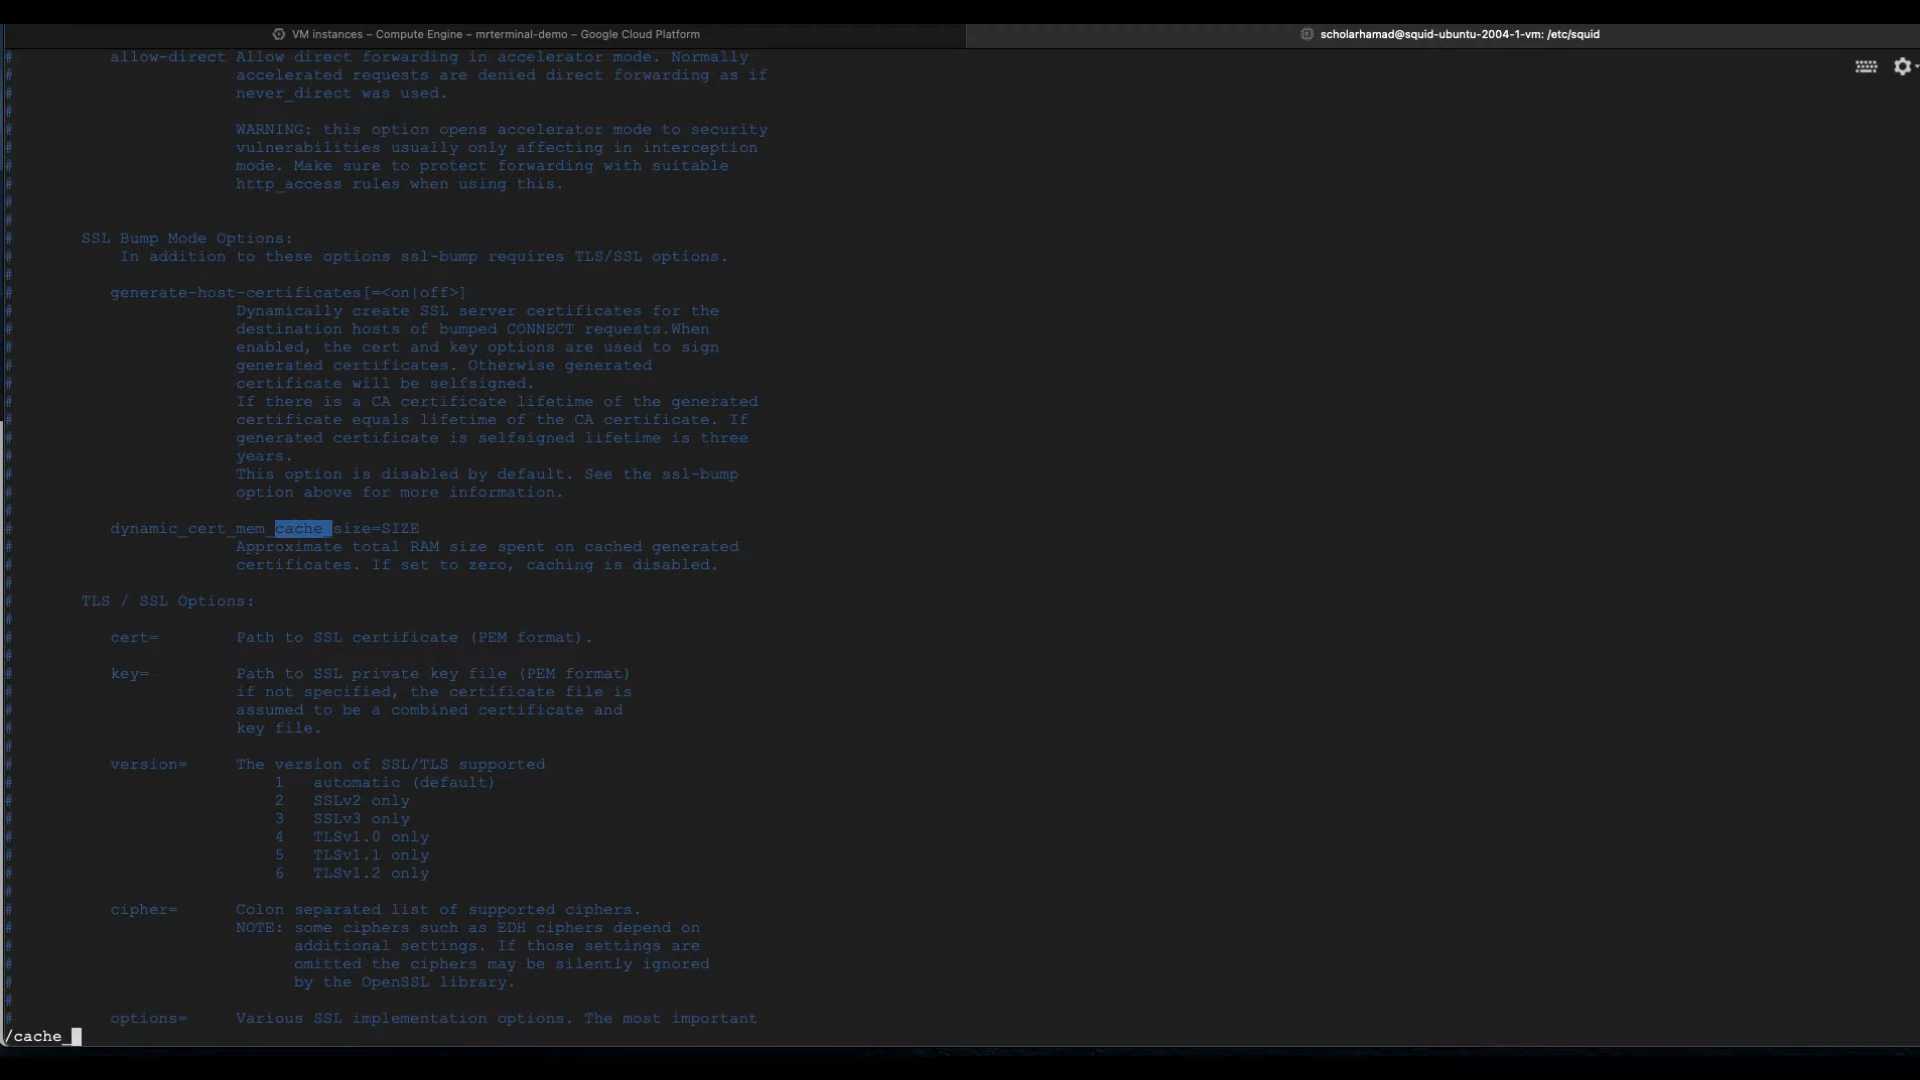 VM instances – Compute Engine – mrterminal-demo – Google Cloud Platform
scholarhamad@squid-ubuntu-2004-1-vm: /etc/squid
# allow-direct Allow direct forwarding in accelerator mode. Normally
# accelerated requests are denied direct forwarding as if
# never_direct was used.
#
# WARNING: this option opens accelerator mode to security
# vulnerabilities usually only affecting in interception
# mode. Make sure to protect forwarding with suitable
# http_access rules when using this.
#
#
# SSL Bump Mode Options:
# In addition to these options ssl-bump requires TLS/SSL options.
#
# generate-host-certificates[=<on|off>]
# Dynamically create SSL server certificates for the
# destination hosts of bumped CONNECT requests.When
# enabled, the cert and key options are used to sign
# generated certificates. Otherwise generated
# certificate will be selfsigned.
# If there is a CA certificate lifetime of the generated
# certificate equals lifetime of the CA certificate. If
# generated certificate is selfsigned lifetime is three
# years.
# This option is disabled by default. See the ssl-bump
# option above for more information.
#
# dynamic_cert_mem_cache_size=SIZE
# Approximate total RAM size spent on cached generated
# certificates. If set to zero, caching is disabled.
#
# TLS / SSL Options:
#
# cert= Path to SSL certificate (PEM format).
#
# key= Path to SSL private key file (PEM format)
# if not specified, the certificate file is
# assumed to be a combined certificate and
# key file.
#
# version= The version of SSL/TLS supported
# 1 automatic (default)
# 2 SSLv2 only
# 3 SSLv3 only
# 4 TLSv1.0 only
# 5 TLSv1.1 only
# 6 TLSv1.2 only
#
# cipher= Colon separated list of supported ciphers.
# NOTE: some ciphers such as EDH ciphers depend on
# additional settings. If those settings are
# omitted the ciphers may be silently ignored
# by the OpenSSL library.
#
# options= Various SSL implementation options. The most important
/cache_